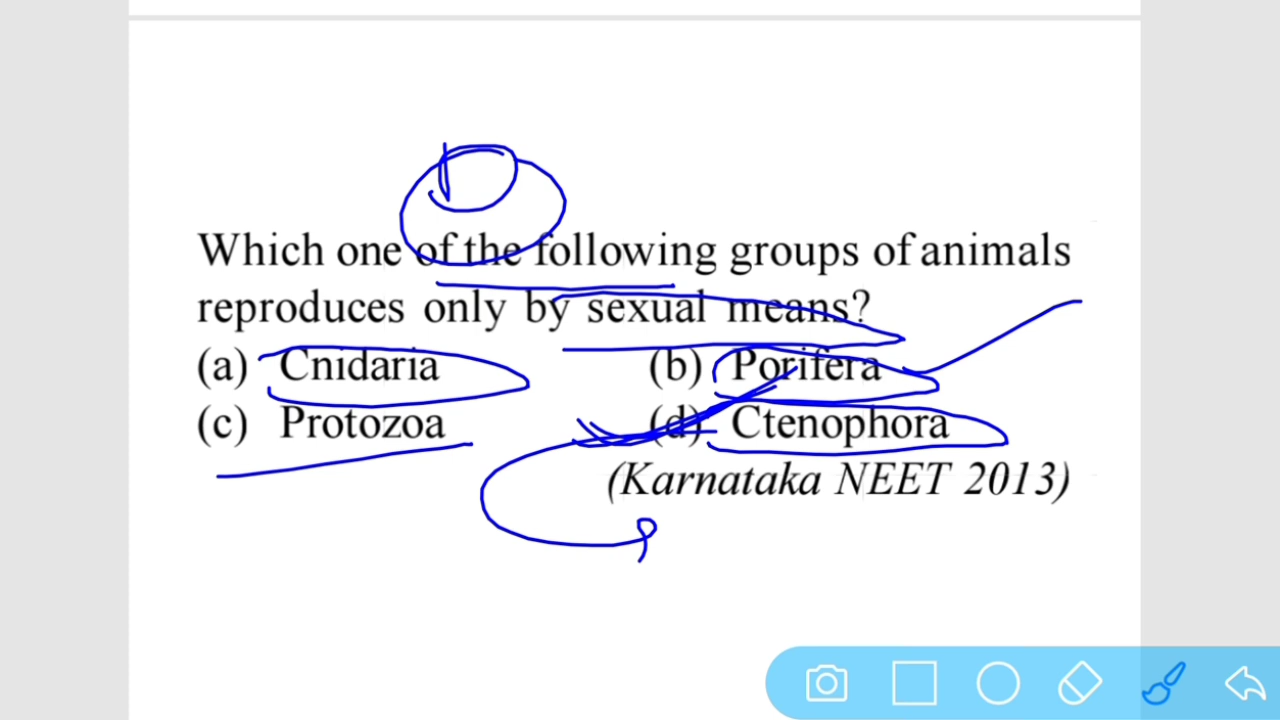 D
Which one of the following groups of animals
reproduces only by sexual means?
(a) Cnidaria (b) Porifera
(c) Protozoa (d) Ctenophora
(Karnataka NEET 2013)